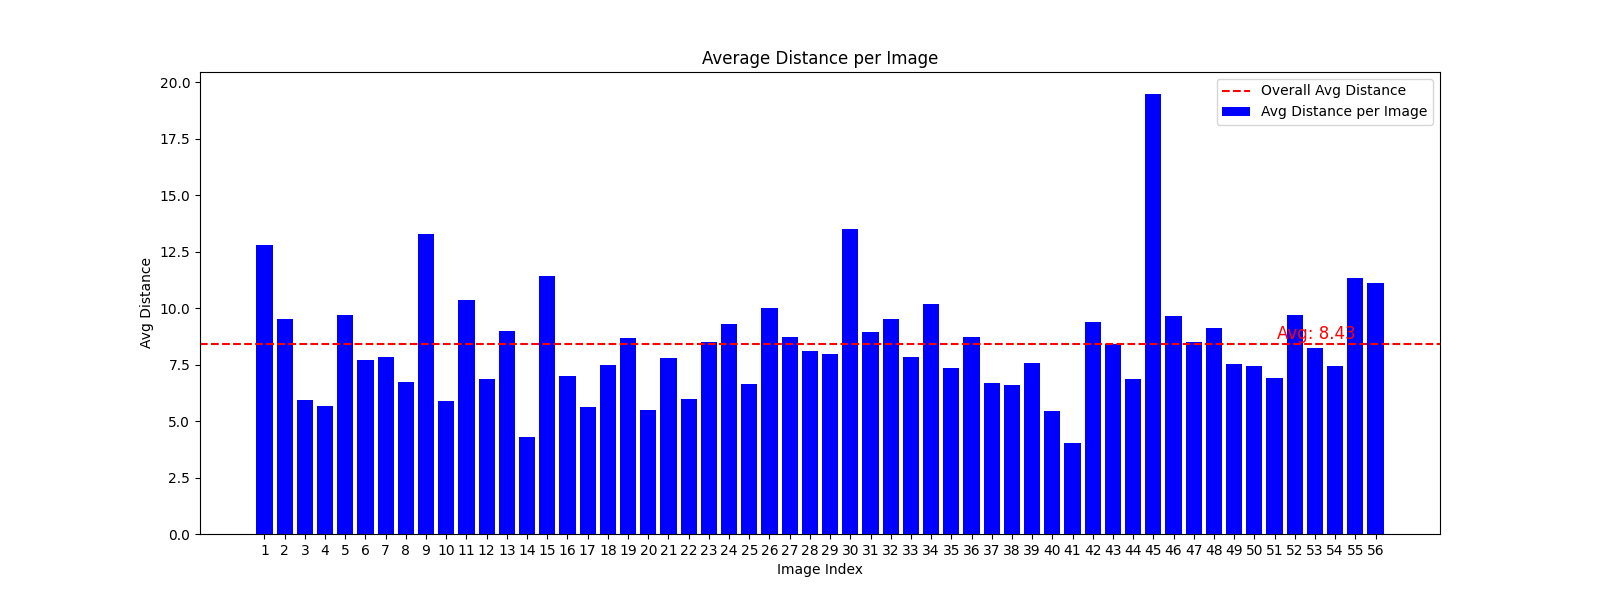 Average Distance per Image
Overall Avg Distance
Avg Distance per Image
20.0
17.5
15.0
12.5
10.0
7.5
5.0
2.5
0.0
Avg Distance
Avg: 8.43
1 2 3 4 5 6 7 8 9 10 11 12 13 14 15 16 17 18 19 20 21 22 23 24 25 26 27 28 29 30 31 32 33 34 35 36 37 38 39 40 41 42 43 44 45 46 47 48 49 50 51 52 53 54 55 56
Image Index